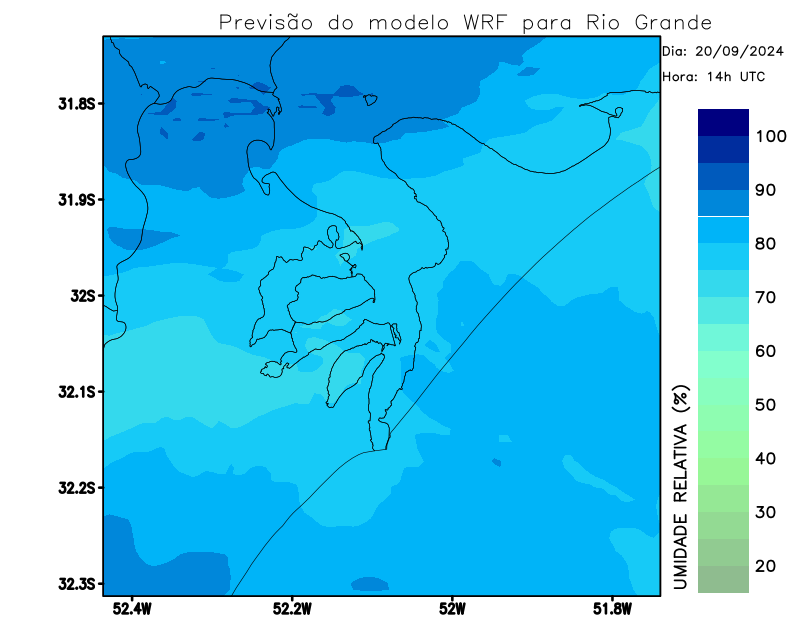 Previsão do modelo WRF para Rio Grande
Dia: 20/09/2024
Hora: 14h UTC
31.8S
31.9S
32S
32.1S
32.2S
32.3S
52.4W
52.2W
52W
51.8W
100
90
80
70
60
50
40
30
20
UMIDADE RELATIVA (%)